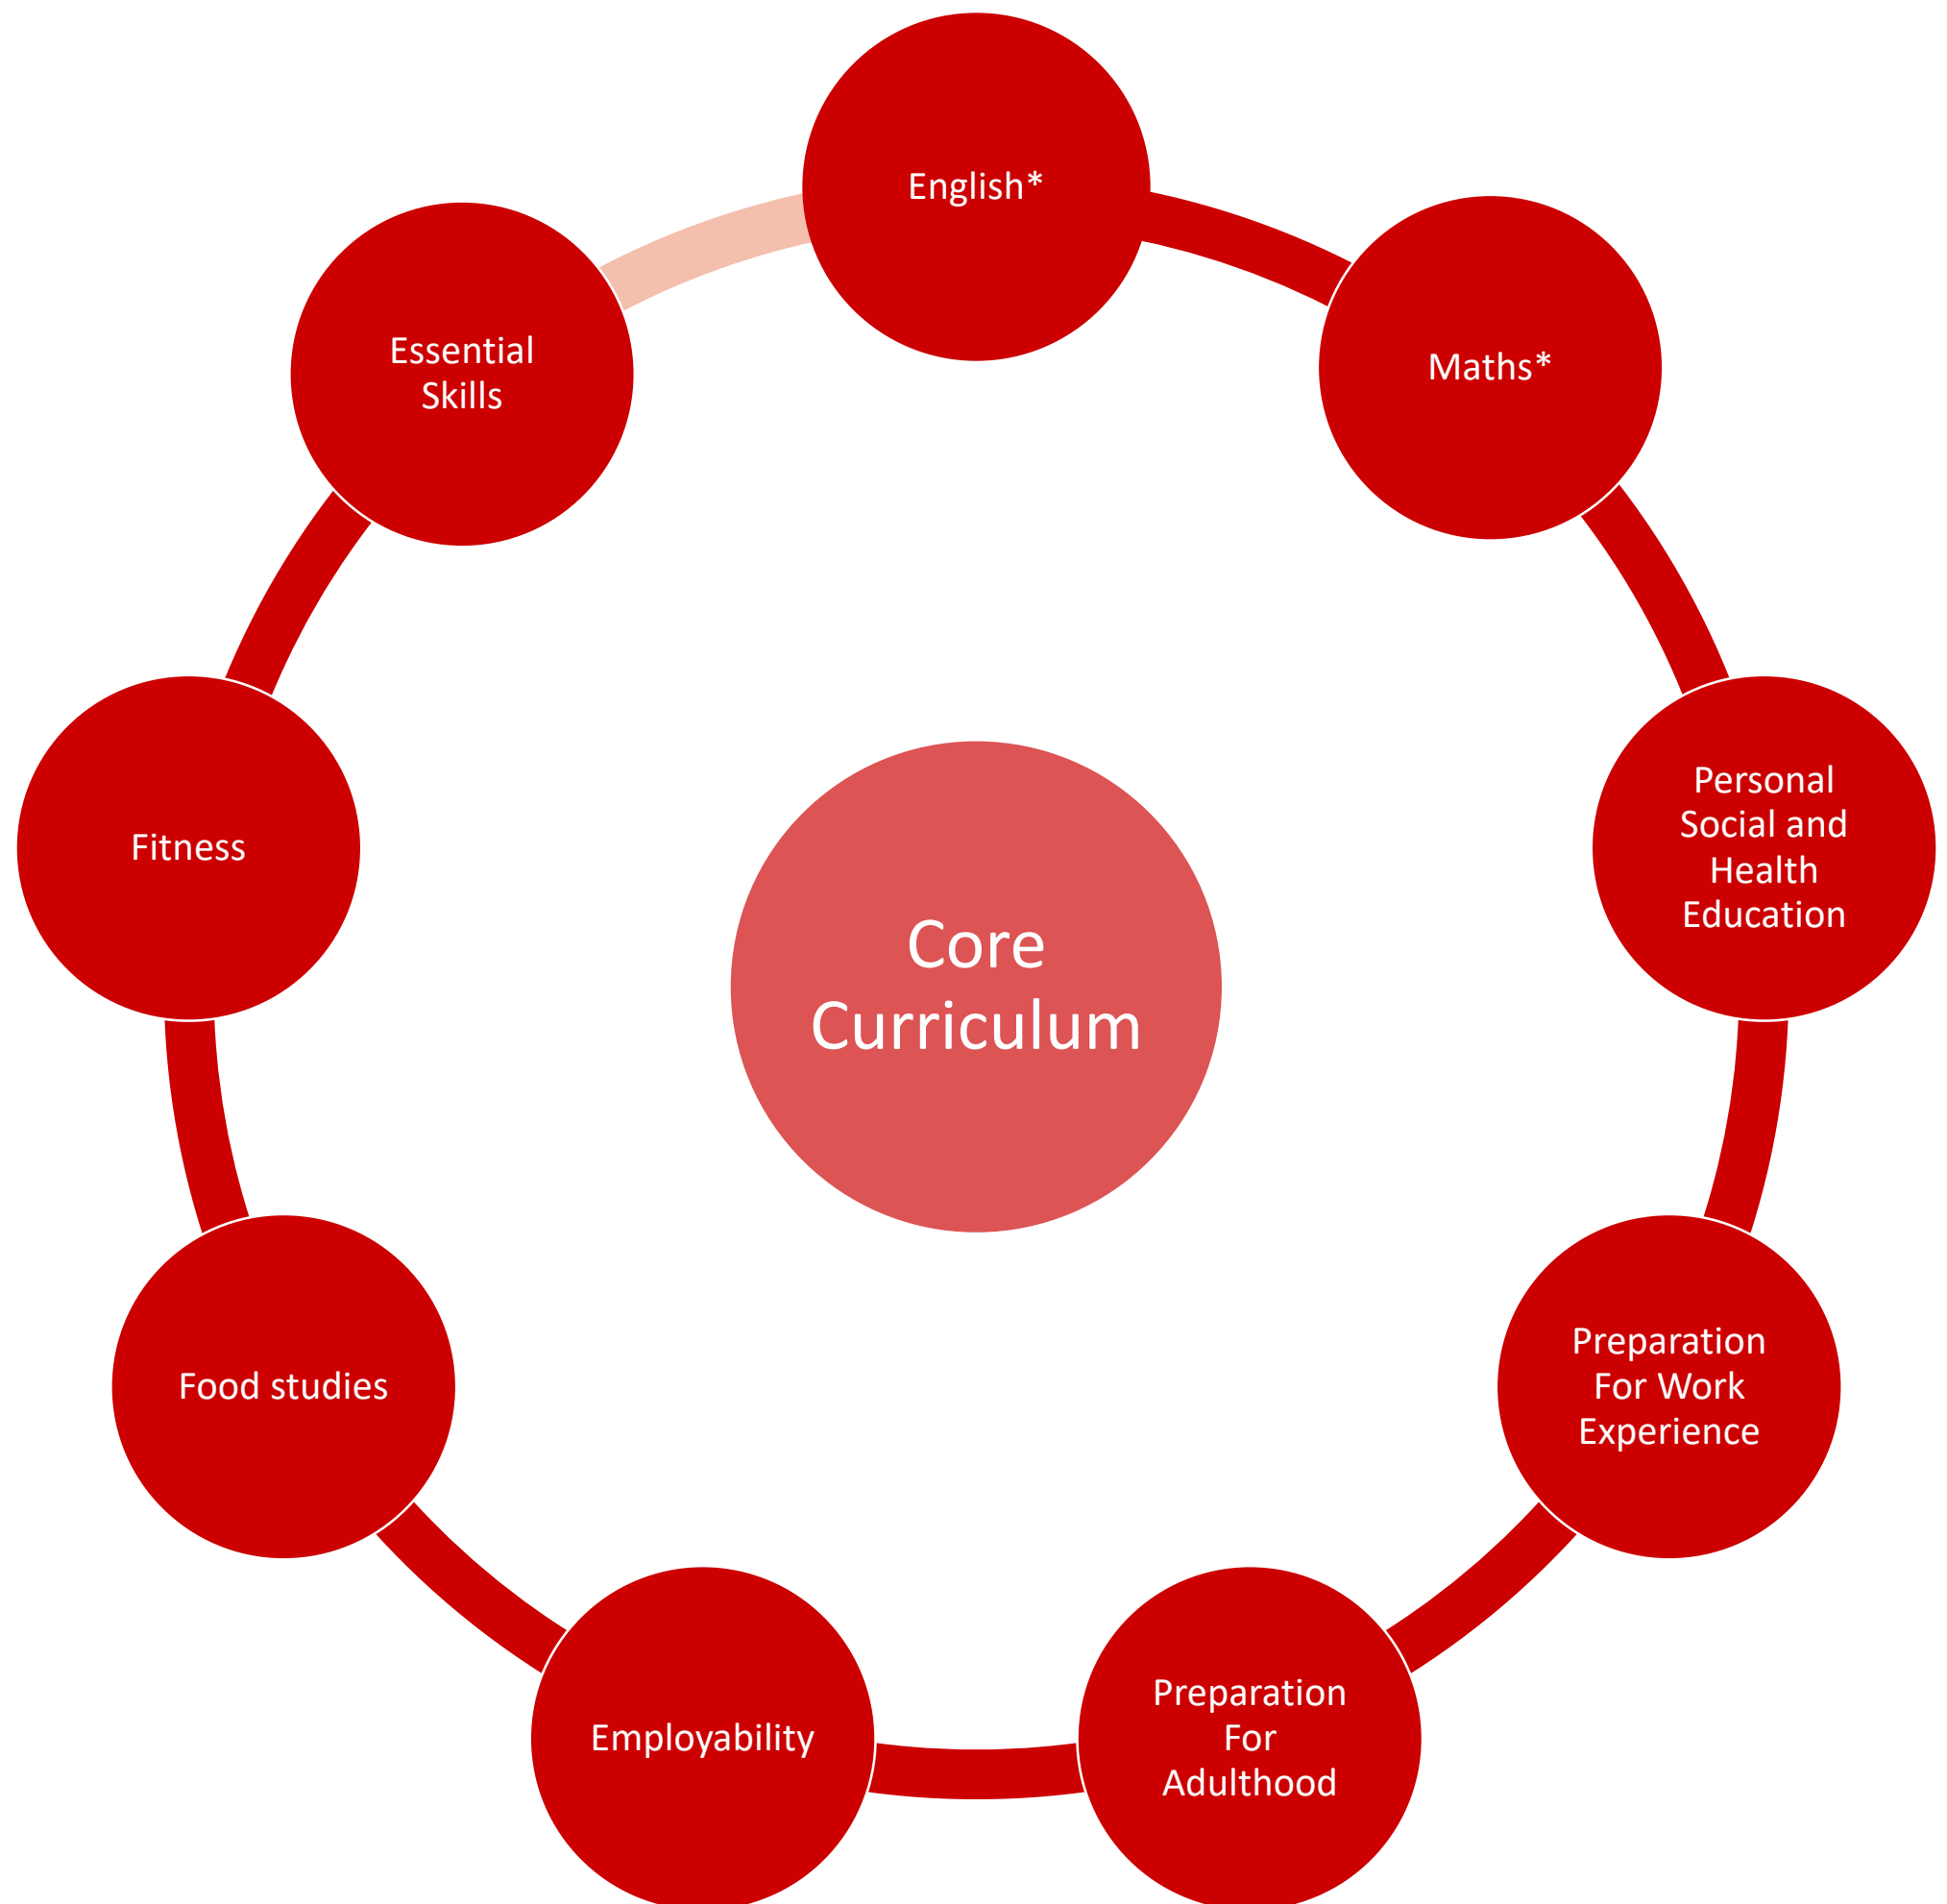 English*
Maths*
Personal
Social and
Health
Education
Preparation
For Work
Experience
Preparation
For
Adulthood
Employability
Food studies
Fitness
Essential
Skills
Core
Curriculum